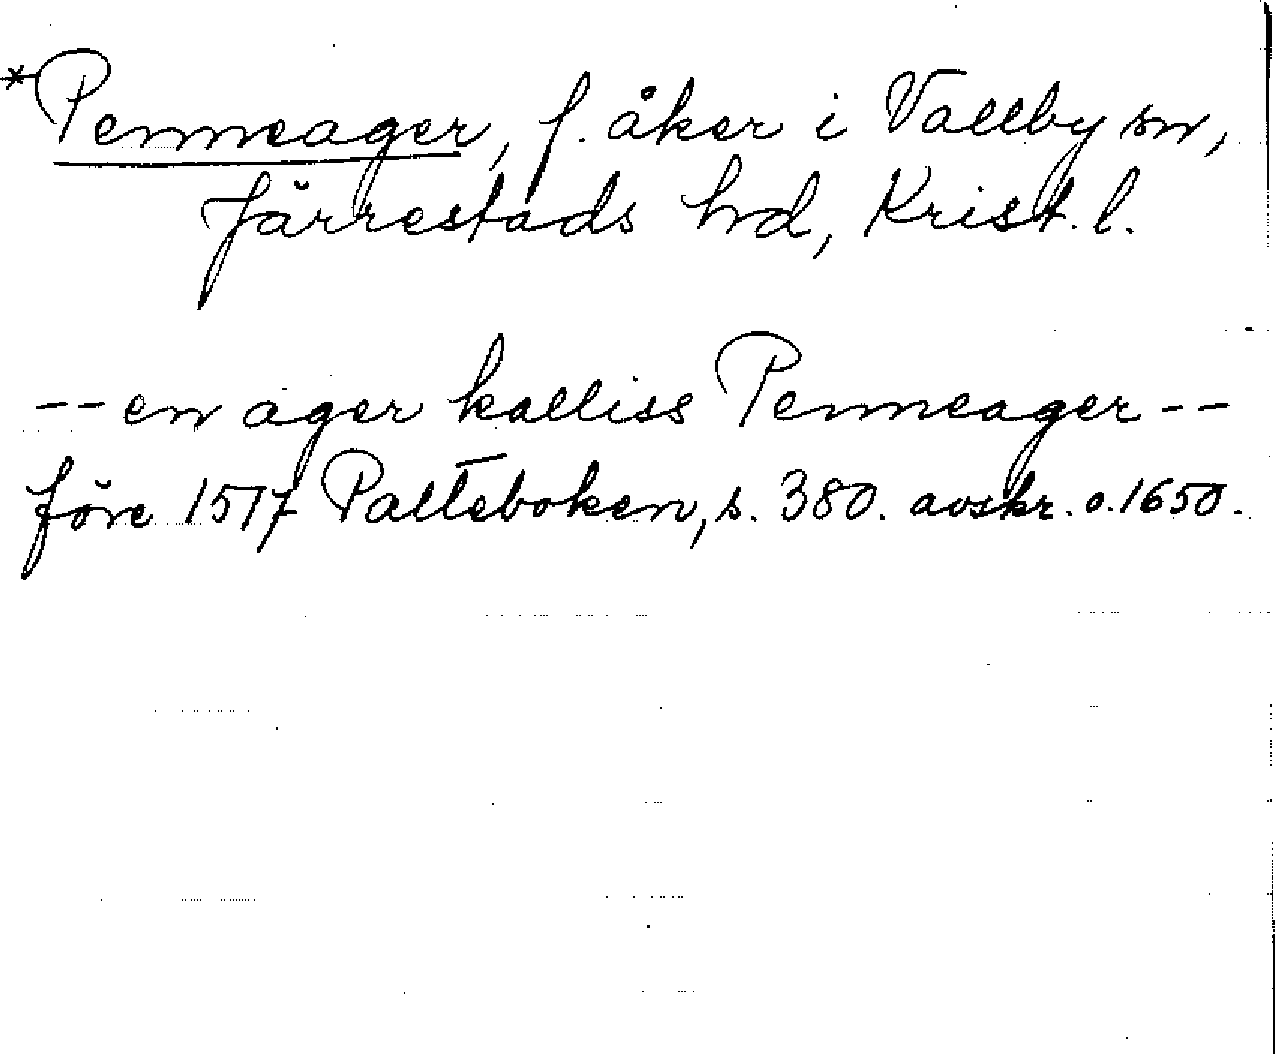 *Penneager, f. åker i Vallby sn,
Järrestads hd, Krist. l.
-- en ager kalliss Penneager --
före 1517 Palteboken, s. 380. avskr. o. 1650.